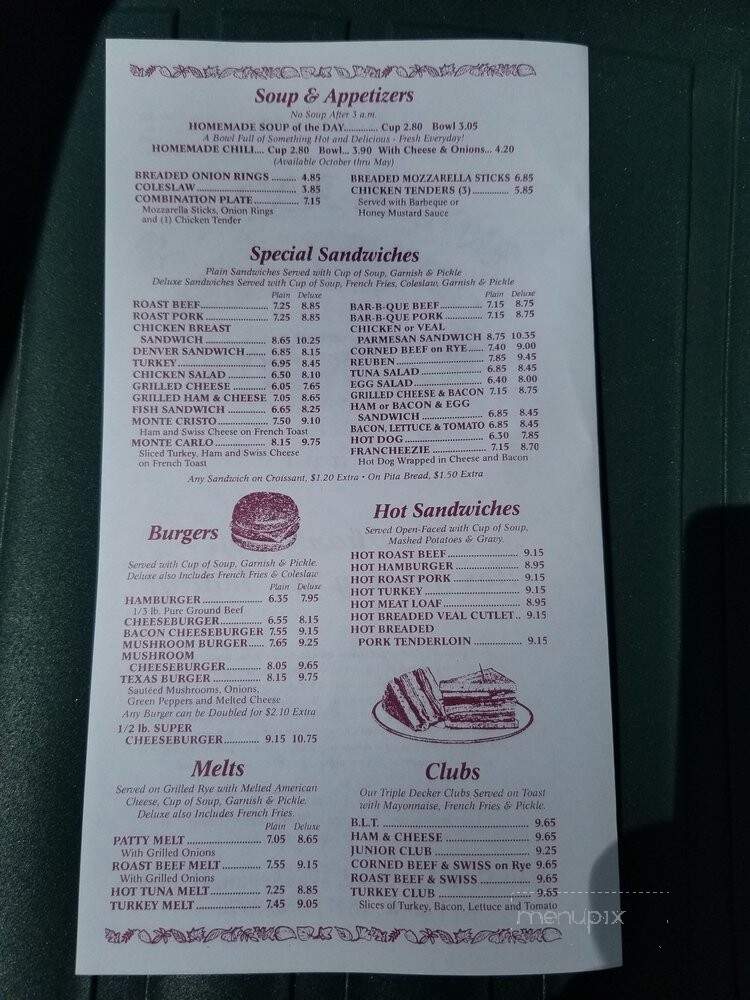 Soup & Appetizers
No Soup After 3 a.m.
HOMEMADE SOUP of the DAY............ Cup 2.80 Bowl 3.05
A Bowl Full of Something Hot and Delicious - Fresh Everyday!
HOMEMADE CHILI.... Cup 2.80 Bowl... 3.90 With Cheese & Onions... 4.20
(Available October thru May)
BREADED ONION RINGS ......... 4.85
COLESLAW .................................. 3.85
COMBINATION PLATE................ 7.15
Mozzarella Sticks, Onion Rings
and (1) Chicken Tender
BREADED MOZZARELLA STICKS 6.85
CHICKEN TENDERS (3)............. 5.85
Served with Barbeque or
Honey Mustard Sauce
Special Sandwiches
Plain Sandwiches Served with Cup of Soup, Garnish & Pickle
Deluxe Sandwiches Served with Cup of Soup, French Fries, Coleslaw, Garnish & Pickle
Plain Deluxe
ROAST BEEF........................ 7.25 8.85
ROAST PORK ...................... 7.25 8.85
CHICKEN BREAST
SANDWICH ...................... 8.65 10.25
DENVER SANDWICH ....... 6.85 8.15
TURKEY............................... 6.95 8.45
CHICKEN SALAD .............. 6.50 8.10
GRILLED CHEESE ............ 6.05 7.65
GRILLED HAM & CHEESE 7.05 8.65
FISH SANDWICH .............. 6.65 8.25
MONTE CRISTO................. 7.50 9.10
Ham and Swiss Cheese on French Toast
MONTE CARLO .................. 8.15 9.75
Sliced Turkey, Ham and Swiss Cheese
on French Toast
Plain Deluxe
BAR-B-QUE BEEF.............. 7.15 8.75
BAR-B-QUE PORK ............. 7.15 8.75
CHICKEN or VEAL
PARMESAN SANDWICH 8.75 10.35
CORNED BEEF on RYE ..... 7.40 9.00
REUBEN............................. 7.85 9.45
TUNA SALAD..................... 6.85 8.45
EGG SALAD....................... 6.40 8.00
GRILLED CHEESE & BACON 7.15 8.75
HAM or BACON & EGG
SANDWICH ..................... 6.85 8.45
BACON, LETTUCE & TOMATO 6.85 8.45
HOT DOG .......................... 6.30 7.85
FRANCHEEZIE .................. 7.15 8.70
Hot Dog Wrapped in Cheese and Bacon
Any Sandwich on Croissant, $1.20 Extra • On Pita Bread, $1.50 Extra
Burgers
Served with Cup of Soup, Garnish & Pickle.
Deluxe also Includes French Fries & Coleslaw
Plain Deluxe
HAMBURGER .................... 6.35 7.95
1/3 lb. Pure Ground Beef
CHEESEBURGER.............. 6.55 8.15
BACON CHEESEBURGER 7.55 9.15
MUSHROOM BURGER..... 7.65 9.25
MUSHROOM
CHEESEBURGER............ 8.05 9.65
TEXAS BURGER ................ 8.15 9.75
Sautéed Mushrooms, Onions,
Green Peppers and Melted Cheese
Any Burger can be Doubled for $2.10 Extra
1/2 lb. SUPER
CHEESEBURGER............ 9.15 10.75
Hot Sandwiches
Served Open-Faced with Cup of Soup,
Mashed Potatoes & Gravy.
HOT ROAST BEEF ........................ 9.15
HOT HAMBURGER ....................... 8.95
HOT ROAST PORK ....................... 9.15
HOT TURKEY ................................ 9.15
HOT MEAT LOAF.......................... 8.95
HOT BREADED VEAL CUTLET.. 9.15
HOT BREADED
PORK TENDERLOIN ................ 9.15
Melts
Served on Grilled Rye with Melted American
Cheese, Cup of Soup, Garnish & Pickle.
Deluxe also Includes French Fries.
Plain Deluxe
PATTY MELT ........................ 7.05 8.65
With Grilled Onions
ROAST BEEF MELT ............ 7.55 9.15
With Grilled Onions
HOT TUNA MELT................ 7.25 8.85
TURKEY MELT .................... 7.45 9.05
Clubs
Our Triple Decker Clubs Served on Toast
with Mayonnaise, French Fries & Pickle.
B.L.T. ................................................ 9.65
HAM & CHEESE ............................ 9.65
JUNIOR CLUB ............................... 9.25
CORNED BEEF & SWISS on Rye 9.65
ROAST BEEF & SWISS ................ 9.65
TURKEY CLUB .............................. 9.65
Slices of Turkey, Bacon, Lettuce and Tomato
menupix